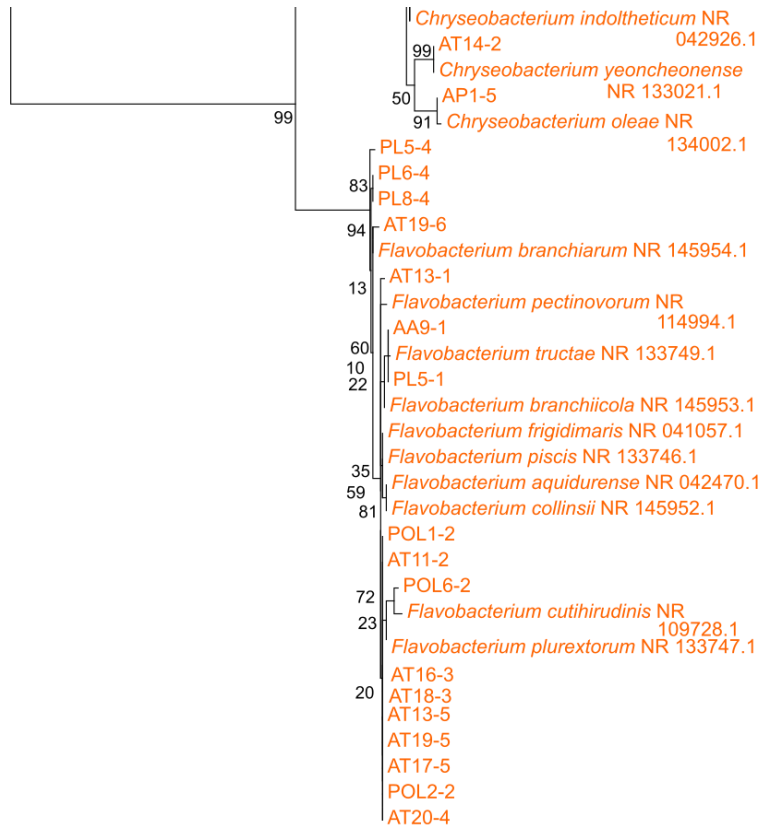 Chryseobacterium indoltheticum NR
042926.1
AT14-2
99
Chryseobacterium yeoncheonense
NR 133021.1
50
AP1-5
99
91
Chryseobacterium oleae NR
134002.1
PL5-4
PL6-4
83
PL8-4
AT19-6
94
Flavobacterium branchiarum NR 145954.1
AT13-1
13
Flavobacterium pectinovorum NR
114994.1
AA9-1
60
Flavobacterium tructae NR 133749.1
10
PL5-1
22
Flavobacterium branchiicola NR 145953.1
Flavobacterium frigidimaris NR 041057.1
Flavobacterium piscis NR 133746.1
35
Flavobacterium aquidurense NR 042470.1
59
Flavobacterium collinsii NR 145952.1
81
POL1-2
AT11-2
POL6-2
72
Flavobacterium cutihirudinis NR
109728.1
23
Flavobacterium plurextorum NR 133747.1
AT16-3
20
AT18-3
AT13-5
AT19-5
AT17-5
POL2-2
AT20-4